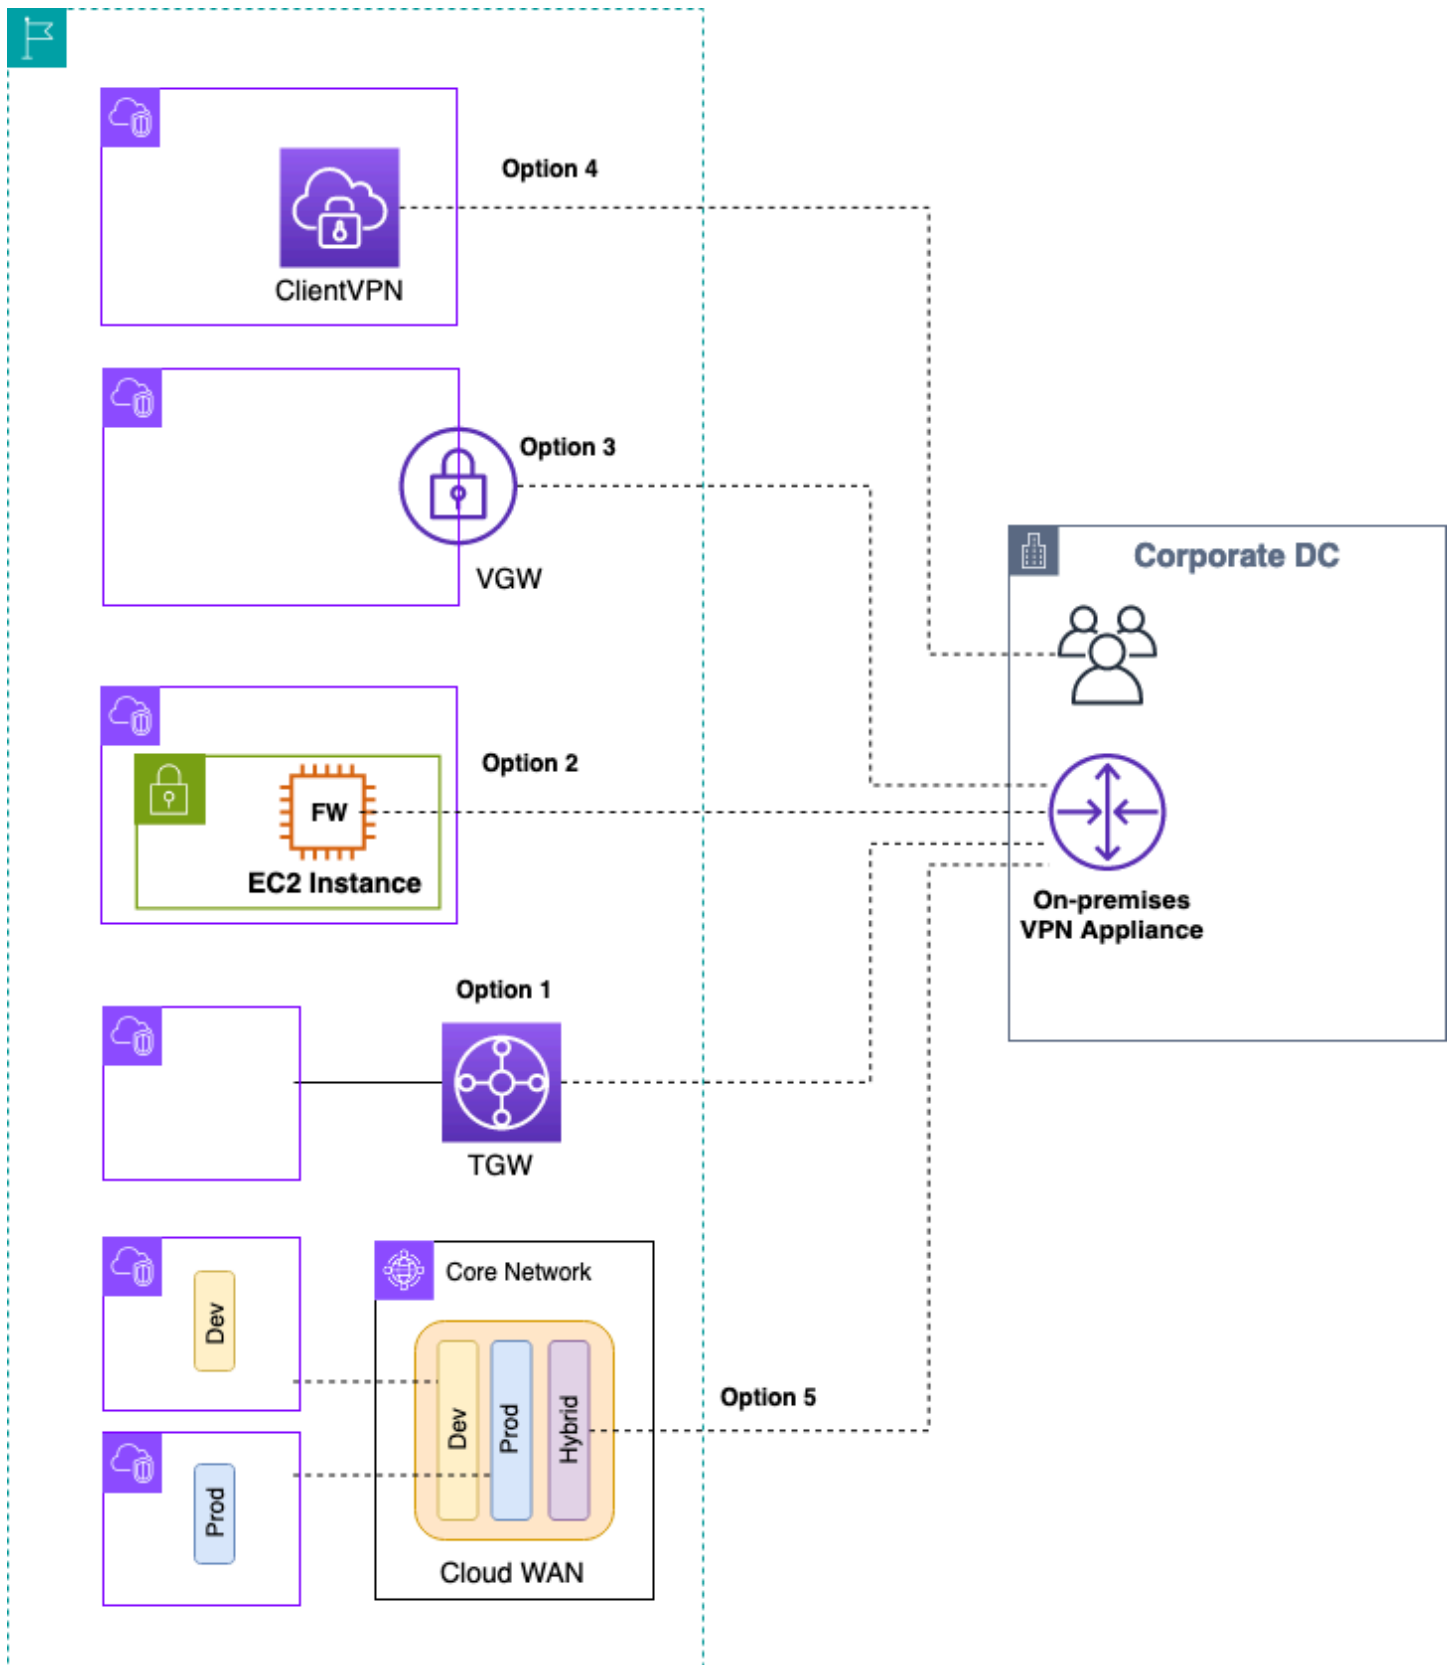 Option 4
ClientVPN
Option 3
VGW
Corporate DC
Option 2
FW
EC2 Instance
On-premises
VPN Appliance
Option 1
TGW
Core Network
Dev
Dev
Prod
Hybrid
Option 5
Prod
Cloud WAN